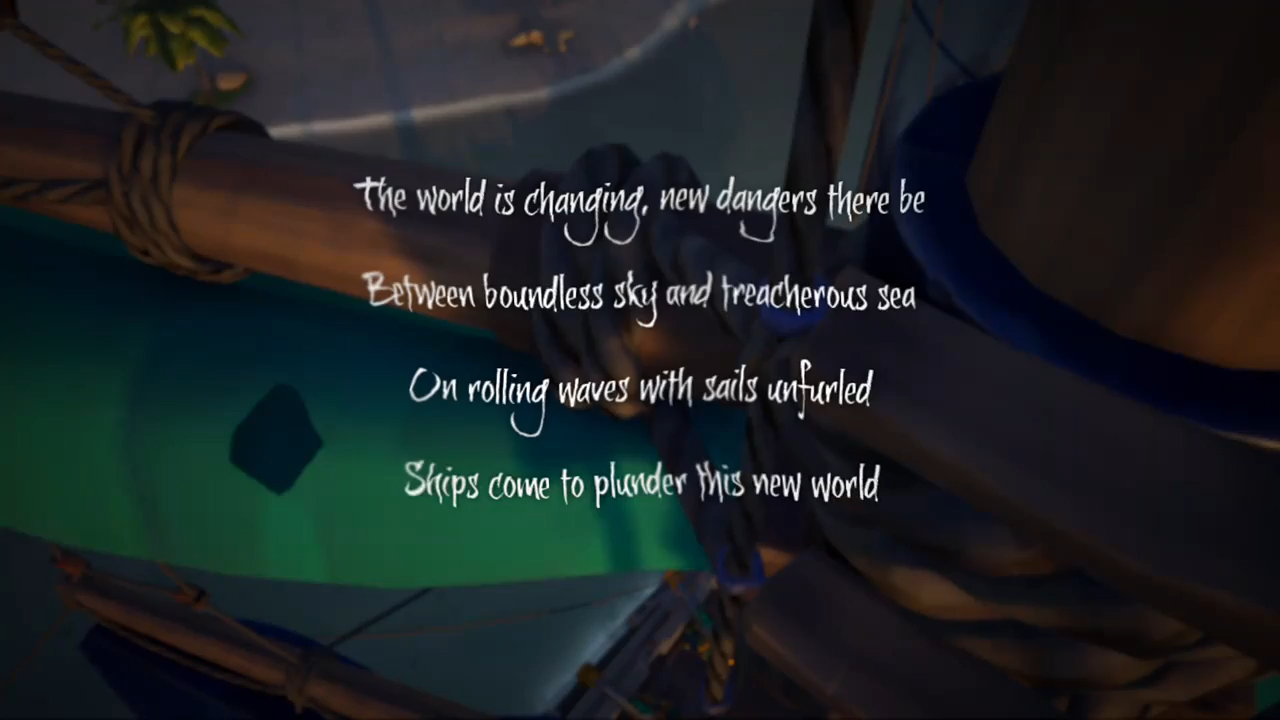 The world is changing, new dangers there be
Between boundless sky and treacherous sea
On rolling waves with sails unfurled
Ships come to plunder this new world